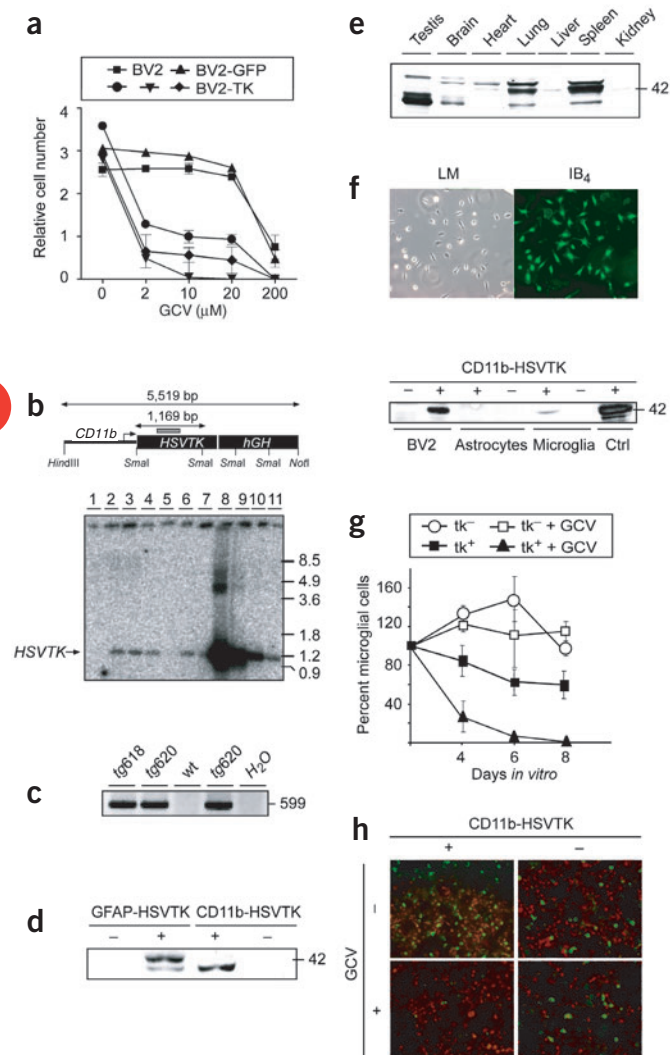 a
BV2 BV2-GFP
BV2-TK
Relative cell number
4
3
2
1
0
0 2 10 20 200
GCV (μM)
b
5,519 bp
1,169 bp
CD11b
HSVTK hGH
HindIII SmaI SmaI SmaI SmaI NotI
1 2 3 4 5 6 7 8 9 10 11
8.5
4.9
3.6
1.8
1.2
0.9
HSVTK
c
tg618 tg620 wt tg620 H2O
599
d
GFAP-HSVTK CD11b-HSVTK
– + + –
42
e
Testis Brain Heart Lung Liver Spleen Kidney
42
f
LM IB4
CD11b-HSVTK
– + + – + – +
42
BV2 Astrocytes Microglia Ctrl
g
tk– tk– + GCV
tk+ tk+ + GCV
Percent microglial cells
160
120
80
40
4 6 8
Days in vitro
h
CD11b-HSVTK
+ –
GCV
–
+